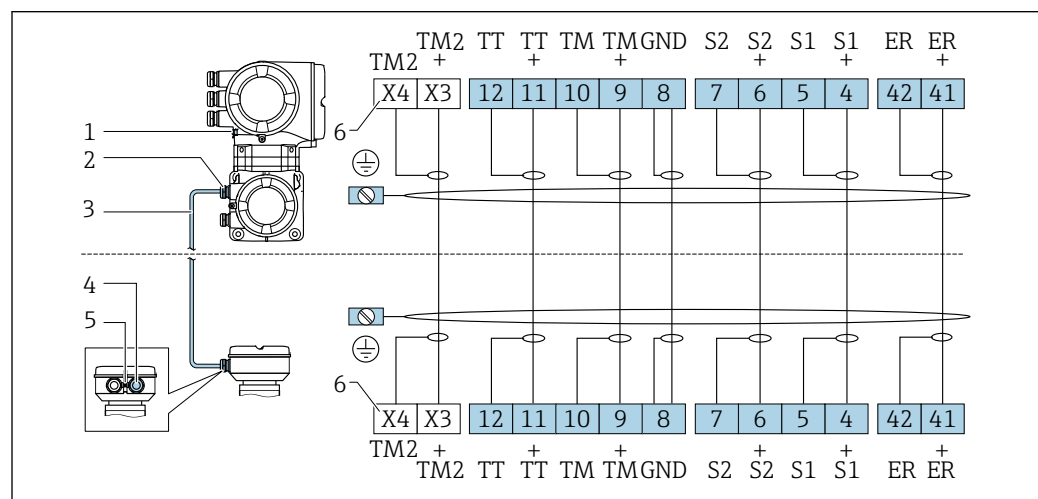 TM2 TT TT TM TM GND S2 S2 S1 S1 ER ER
TM2 + + + + + +
X4 X3 12 11 10 9 8 7 6 5 4 42 41
6
1
2
3
4
5
6
X4 X3 12 11 10 9 8 7 6 5 4 42 41
TM2 + + + + + +
TM2 TT TT TM TM GND S2 S2 S1 S1 ER ER